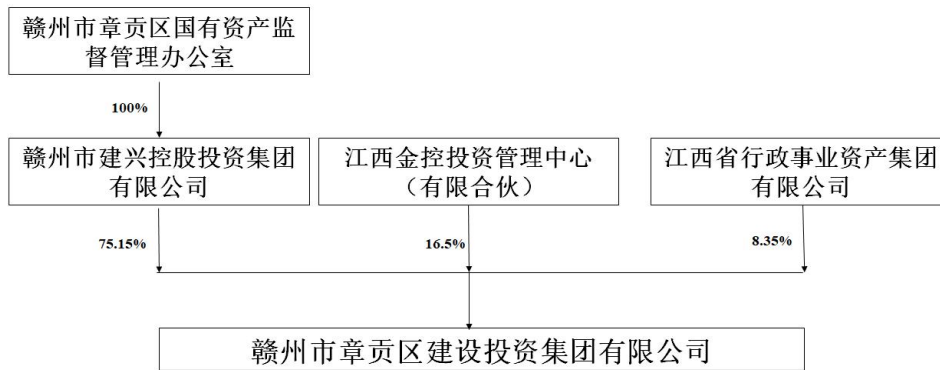 赣州市章贡区国有资产监
督管理办公室
100%
赣州市建兴控股投资集团
有限公司
江西金控投资管理中心
（有限合伙）
江西省行政事业资产集团
有限公司
75.15%
16.5%
8.35%
赣州市章贡区建设投资集团有限公司